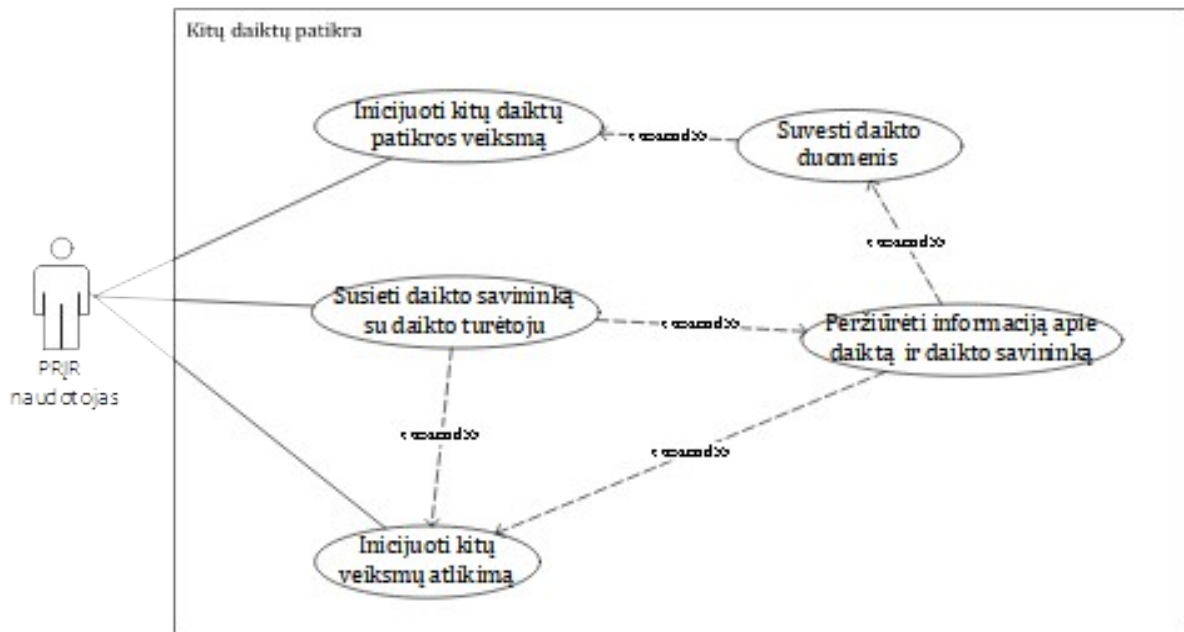 Kitų daiktų patikra
Inicijuoti kitų daiktų
patikros veiksmą
Suvesti daikto
duomenis
Susieti daikto savininką
su daikto turėtoju
Peržiūrėti informaciją apie
daiktą ir daikto savininką
PRĮR
naudotojas
Inicijuoti kitų
veiksmų atlikimą